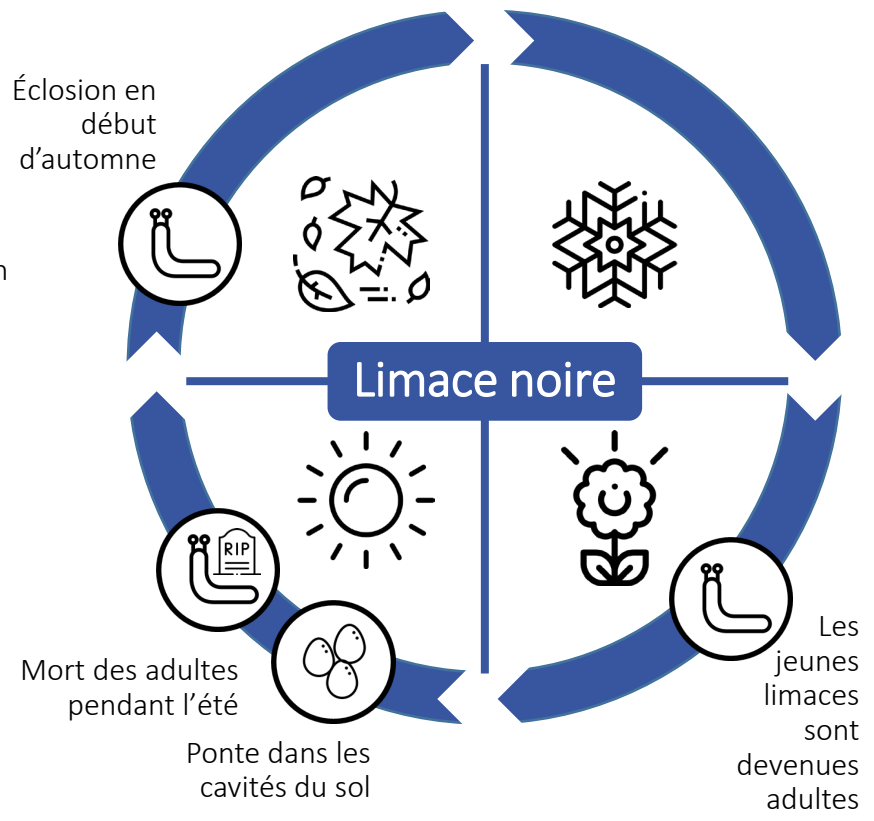 Éclosion en
début
d’automne
n
Limace noire
RIP
Mort des adultes
pendant l’été
Ponte dans les
cavités du sol
Les
jeunes
limaces
sont
devenues
adultes